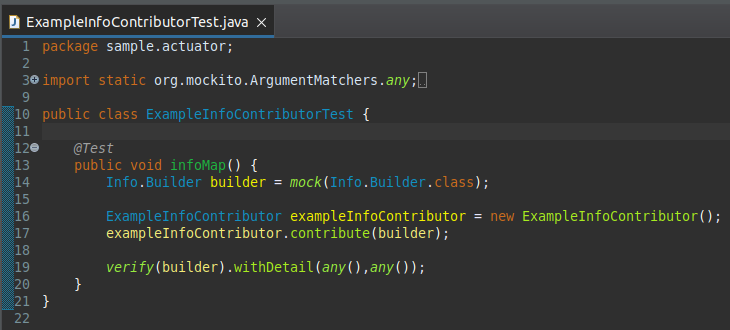 ExampleInfoContributorTest.java
1 package sample.actuator;
2
3 import static org.mockito.ArgumentMatchers.any;
9
10 public class ExampleInfoContributorTest {
11
12 @Test
13 public void infoMap() {
14 Info.Builder builder = mock(Info.Builder.class);
15
16 ExampleInfoContributor exampleInfoContributor = new ExampleInfoContributor();
17 exampleInfoContributor.contribute(builder);
18
19 verify(builder).withDetail(any(),any());
20 }
21 }
22